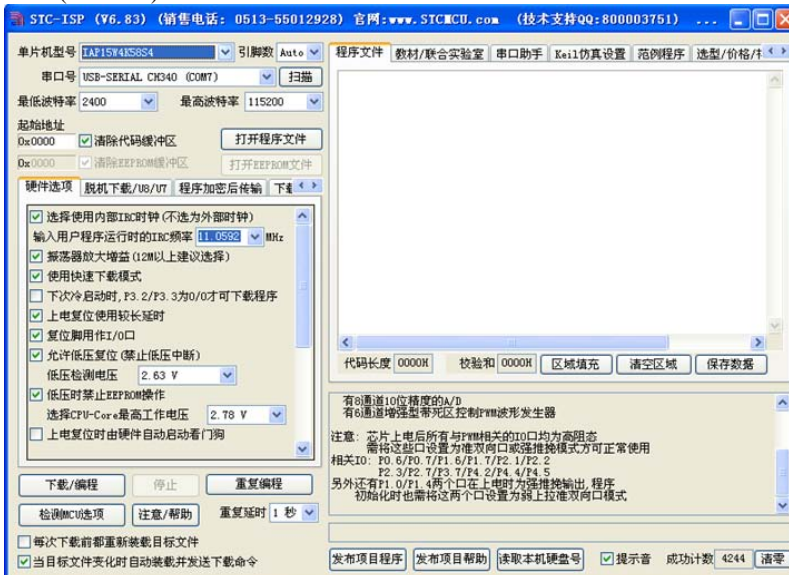 STC-ISP (V6.83) (销售电话: 0513-55012928) 官网:www.STCMCU.com (技术支持QQ:800003751) ...
单片机型号 IAP15W4K58S4 引脚数 Auto
串口号 USB-SERIAL CH340 (COM7) 扫描
最低波特率 2400 最高波特率 115200
起始地址
0x0000 清除代码缓冲区 打开程序文件
0x0000 清除EEPROM缓冲区 打开EEPROM文件
硬件选项 脱机下载/U8/U7 程序加密后传输 下载
选择使用内部IRC时钟(不选为外部时钟)
输入用户程序运行时的IRC频率 11.0592 MHz
振荡器放大增益(12M以上建议选择)
使用快速下载模式
下次冷启动时,P3.2/P3.3为0/0才可下载程序
上电复位使用较长延时
复位脚用作I/O口
允许低压复位(禁止低压中断)
低压检测电压 2.63 V
低压时禁止EEPROM操作
选择CPU-Core最高工作电压 2.78 V
上电复位时由硬件自动启动看门狗
下载/编程 停止 重复编程
检测MCU选项 注意/帮助 重复延时 1 秒
每次下载前都重新装载目标文件
当目标文件变化时自动装载并发送下载命令
程序文件 教材/联合实验室 串口助手 Keil仿真设置 范例程序 选型/价格/
代码长度 0000H 校验和 0000H 区域填充 清空区域 保存数据
有8通道10位精度的A/D
有6通道增强型带死区控制PWM波形发生器
注意: 芯片上电后所有与PWM相关的IO口均为高阻态
需将这些口设置为准双向口或强推挽模式方可正常使用
相关IO: P0.6/P0.7/P1.6/P1.7/P2.1/P2.2
P2.3/P2.7/P3.7/P4.2/P4.4/P4.5
另外还有P1.0/P1.4两个口在上电时为强推挽输出,程序
初始化时也需将这两个口设置为弱上拉准双向口模式
发布项目程序 发布项目帮助 读取本机硬盘号 提示音 成功计数 4244 清零